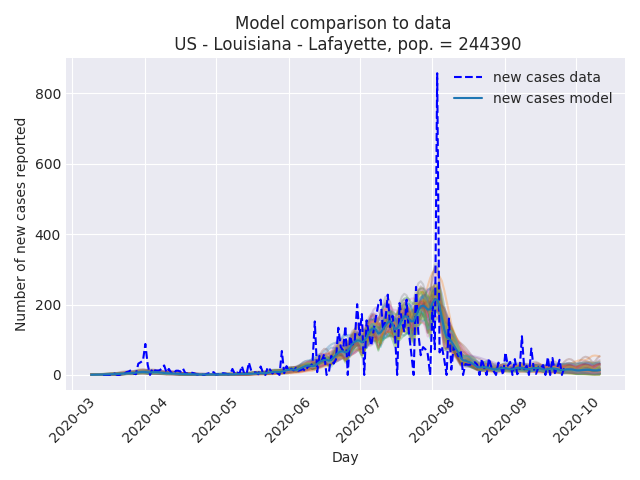 Model comparison to data
US - Louisiana - Lafayette, pop. = 244390
new cases data
new cases model
Number of new cases reported
800
600
400
200
0
2020-03
2020-04
2020-05
2020-06
2020-07
2020-08
2020-09
2020-10
Day